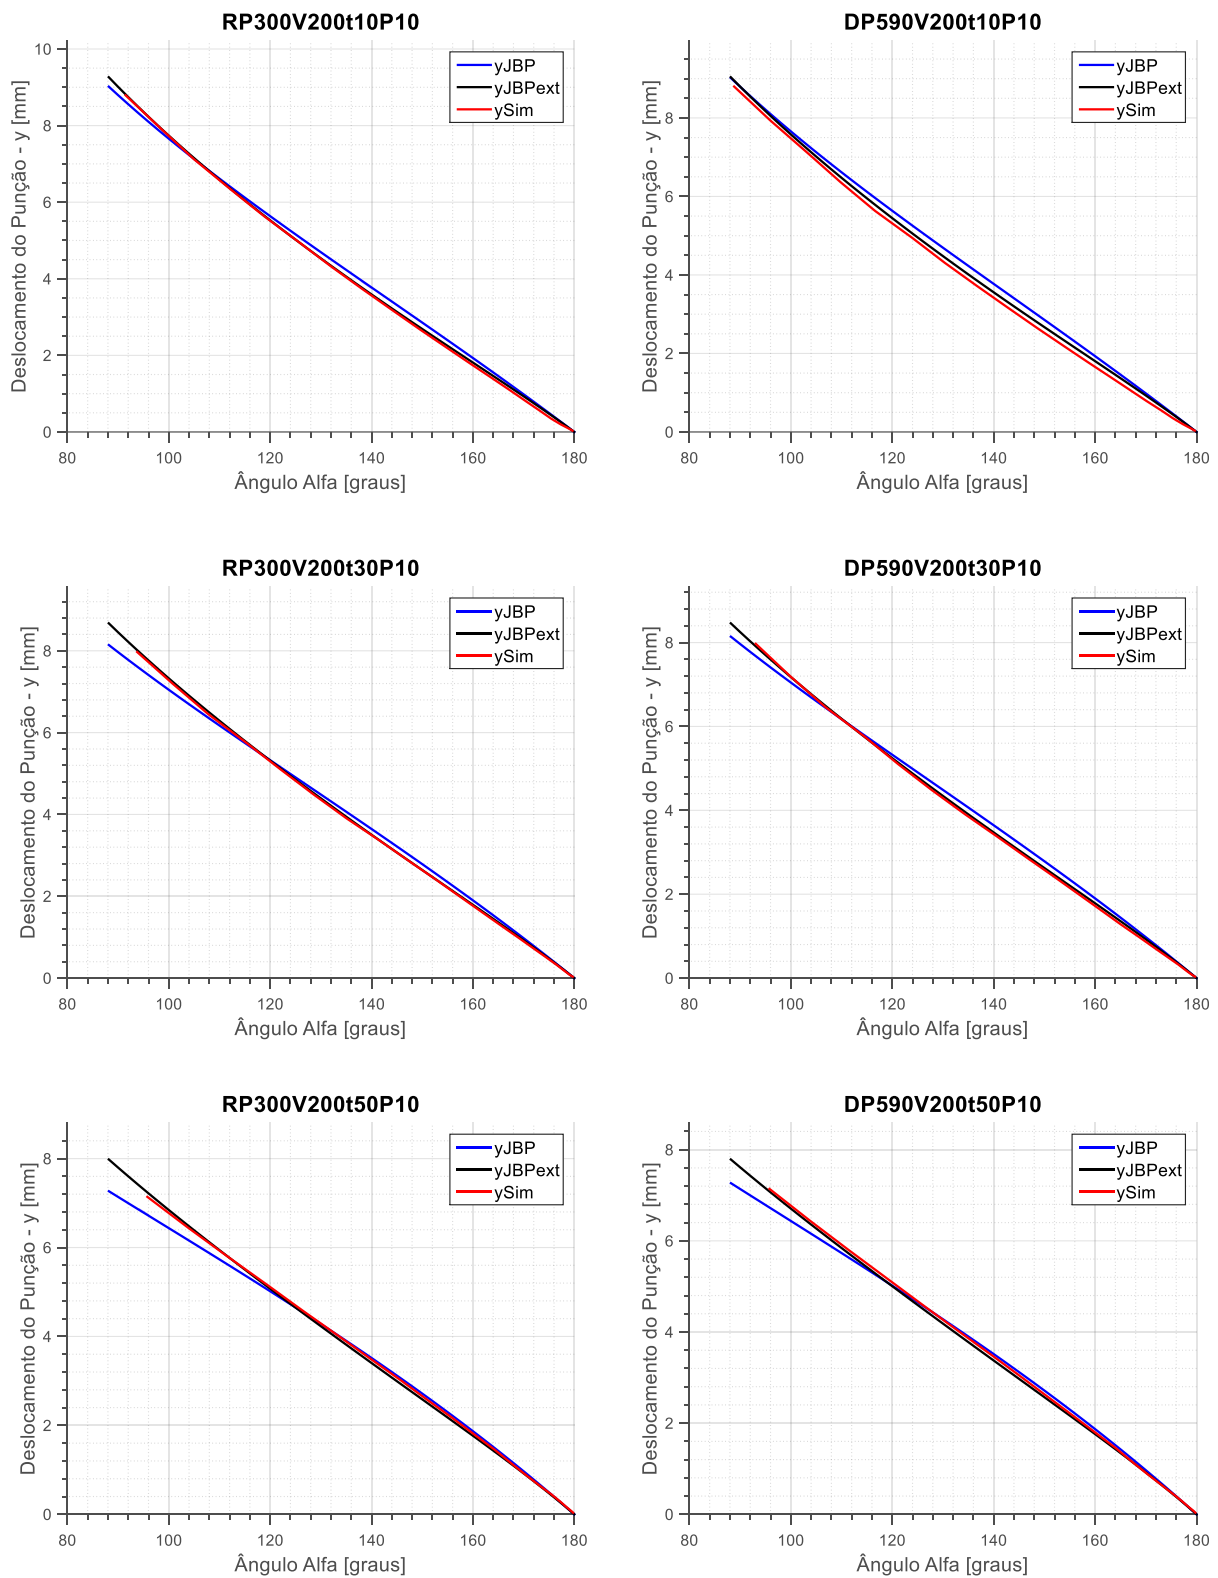 RP300V200t10P10
yJBP
yJBPext
ySim
Deslocamento do Punção - y [mm]
10
8
6
4
2
0
80 100 120 140 160 180
Ângulo Alfa [graus]
DP590V200t10P10
yJBP
yJBPext
ySim
Deslocamento do Punção - y [mm]
8
6
4
2
0
80 100 120 140 160 180
Ângulo Alfa [graus]
RP300V200t30P10
yJBP
yJBPext
ySim
Deslocamento do Punção - y [mm]
8
6
4
2
0
80 100 120 140 160 180
Ângulo Alfa [graus]
DP590V200t30P10
yJBP
yJBPext
ySim
Deslocamento do Punção - y [mm]
8
6
4
2
0
80 100 120 140 160 180
Ângulo Alfa [graus]
RP300V200t50P10
yJBP
yJBPext
ySim
Deslocamento do Punção - y [mm]
8
6
4
2
0
80 100 120 140 160 180
Ângulo Alfa [graus]
DP590V200t50P10
yJBP
yJBPext
ySim
Deslocamento do Punção - y [mm]
8
6
4
2
0
80 100 120 140 160 180
Ângulo Alfa [graus]